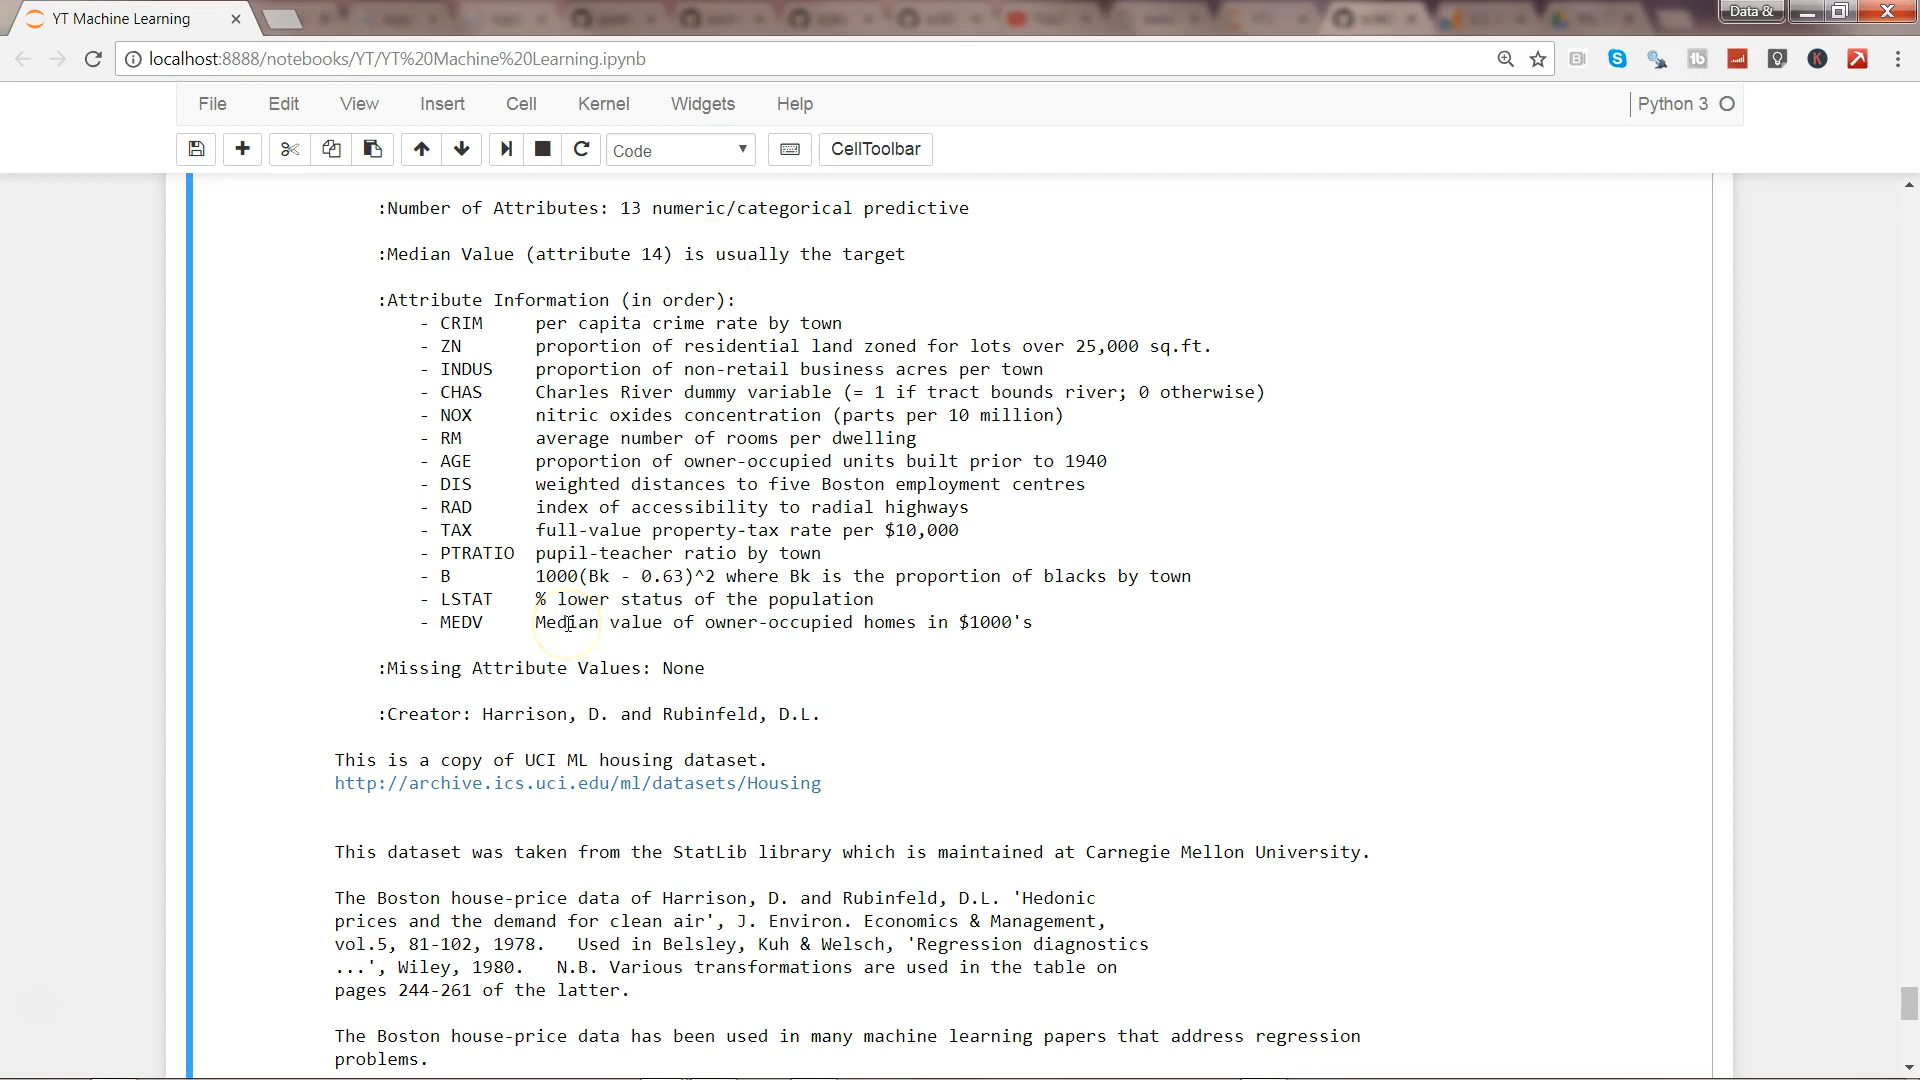 YT Machine Learning
Data &
localhost:8888/notebooks/YT/YT%20Machine%20Learning.ipynb
File Edit View Insert Cell Kernel Widgets Help Python 3
Code CellToolbar
:Number of Attributes: 13 numeric/categorical predictive
:Median Value (attribute 14) is usually the target
:Attribute Information (in order):
- CRIM per capita crime rate by town
- ZN proportion of residential land zoned for lots over 25,000 sq.ft.
- INDUS proportion of non-retail business acres per town
- CHAS Charles River dummy variable (= 1 if tract bounds river; 0 otherwise)
- NOX nitric oxides concentration (parts per 10 million)
- RM average number of rooms per dwelling
- AGE proportion of owner-occupied units built prior to 1940
- DIS weighted distances to five Boston employment centres
- RAD index of accessibility to radial highways
- TAX full-value property-tax rate per $10,000
- PTRATIO pupil-teacher ratio by town
- B 1000(Bk - 0.63)^2 where Bk is the proportion of blacks by town
- LSTAT % lower status of the population
- MEDV Median value of owner-occupied homes in $1000's
:Missing Attribute Values: None
:Creator: Harrison, D. and Rubinfeld, D.L.
This is a copy of UCI ML housing dataset.
http://archive.ics.uci.edu/ml/datasets/Housing
This dataset was taken from the StatLib library which is maintained at Carnegie Mellon University.
The Boston house-price data of Harrison, D. and Rubinfeld, D.L. 'Hedonic
prices and the demand for clean air', J. Environ. Economics & Management,
vol.5, 81-102, 1978. Used in Belsley, Kuh & Welsch, 'Regression diagnostics
...', Wiley, 1980. N.B. Various transformations are used in the table on
pages 244-261 of the latter.
The Boston house-price data has been used in many machine learning papers that address regression
problems.